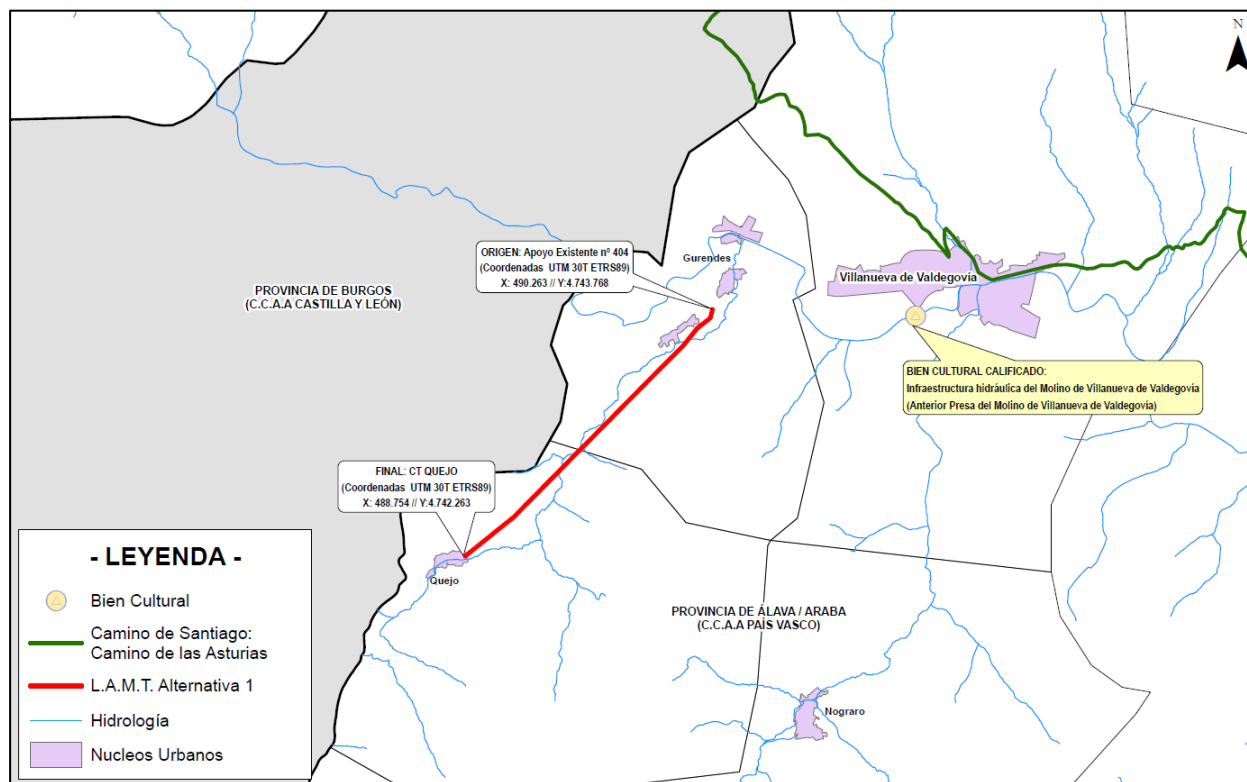 N
ORIGEN: Apoyo Existente nº 404
(Coordenadas UTM 30T ETRS89)
X: 490.263 // Y:4.743.768
Gurendes
Villanueva de Valdegovía
PROVINCIA DE BURGOS
(C.C.A.A CASTILLA Y LEÓN)
BIEN CULTURAL CALIFICADO:
Infraestructura hidráulica del Molino de Villanueva de Valdegovía
(Anterior Presa del Molino de Villanueva de Valdegovía)
FINAL: CT QUEJO
(Coordenadas UTM 30T ETRS89)
X: 488.754 // Y:4.742.263
Quejo
PROVINCIA DE ÁLAVA / ARABA
(C.C.A.A PAÍS VASCO)
Nograro
- LEYENDA -
Bien Cultural
Camino de Santiago:
Camino de las Asturias
L.A.M.T. Alternativa 1
Hidrología
Nucleos Urbanos